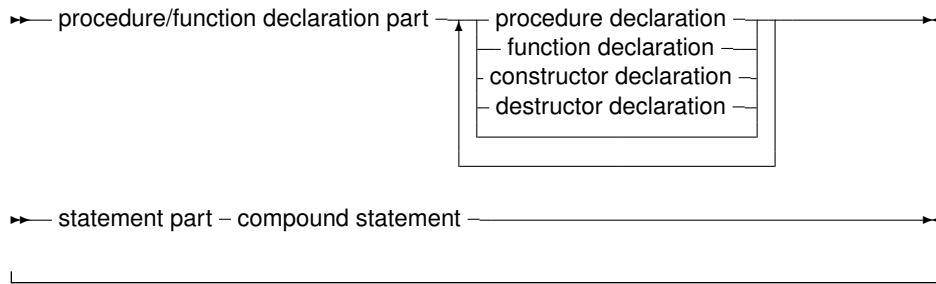 procedure/function declaration part procedure declaration
function declaration
constructor declaration
destructor declaration
statement part compound statement